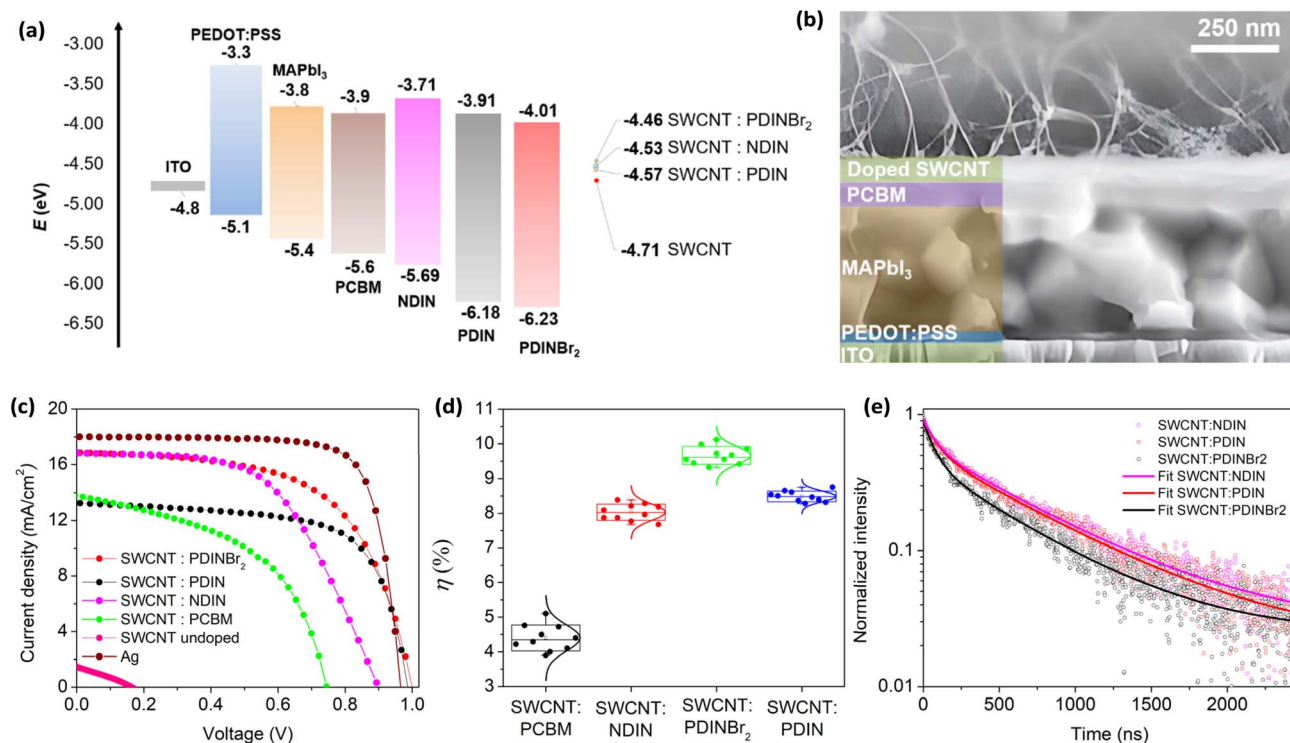 (a)
E (eV)
-3.00
-3.50
-4.00
-4.50
-5.00
-5.50
-6.00
-6.50
ITO
-4.8
PEDOT:PSS
-3.3
-5.1
MAPbI₃
-3.8
-5.4
-3.9
-5.6
PCBM
-3.71
-5.69
NDIN
-3.91
-6.18
PDIN
-4.01
-6.23
PDINBr₂
-4.46 SWCNT : PDINBr₂
-4.53 SWCNT : NDIN
-4.57 SWCNT : PDIN
-4.71 SWCNT
(b)
250 nm
Doped SWCNT
PCBM
MAPbI₃
PEDOT:PSS
ITO
(c)
Current density (mA/cm²)
20
16
12
8
4
0
SWCNT : PDINBr₂
SWCNT : PDIN
SWCNT : NDIN
SWCNT : PCBM
SWCNT undoped
Ag
0.0 0.2 0.4 0.6 0.8 1.0
Voltage (V)
(d)
η (%)
11
10
9
8
7
6
5
4
3
SWCNT: SWCNT: SWCNT: SWCNT:
PCBM NDIN PDINBr₂ PDIN
(e)
Normalized intensity
1
0.1
0.01
SWCNT:NDIN
SWCNT:PDIN
SWCNT:PDINBr2
Fit SWCNT:NDIN
Fit SWCNT:PDIN
Fit SWCNT:PDINBr2
0 500 1000 1500 2000
Time (ns)